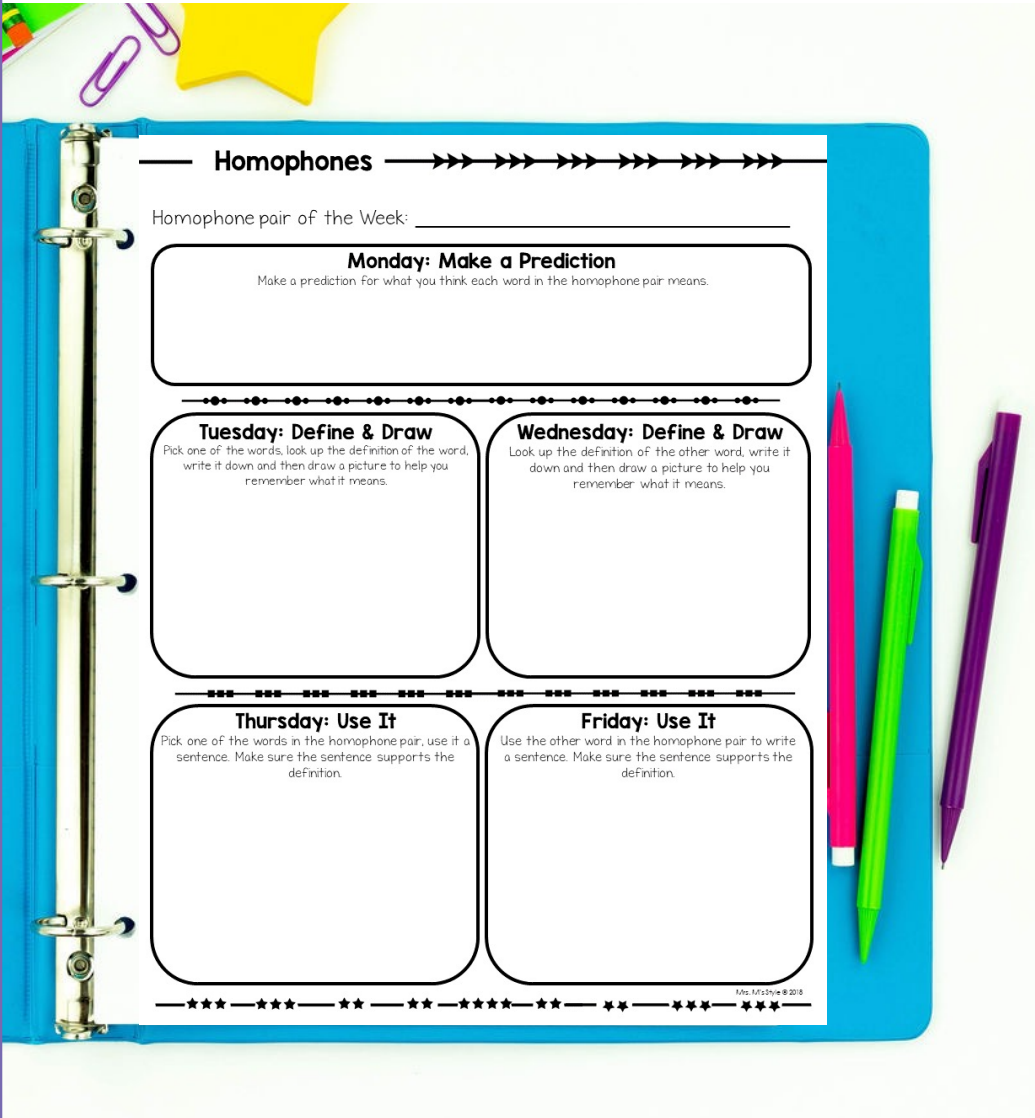 Homophones
Homophone pair of the Week:
Monday: Make a Prediction
Make a prediction for what you think each word in the homophone pair means.
Tuesday: Define & Draw
Pick one of the words, look up the definition of the word,
write it down and then draw a picture to help you
remember what it means.
Wednesday: Define & Draw
Look up the definition of the other word, write it
down and then draw a picture to help you
remember what it means.
Thursday: Use It
Pick one of the words in the homophone pair, use it a
sentence. Make sure the sentence supports the
definition.
Friday: Use It
Use the other word in the homophone pair to write
a sentence. Make sure the sentence supports the
definition.
Mrs. M's Style © 2018